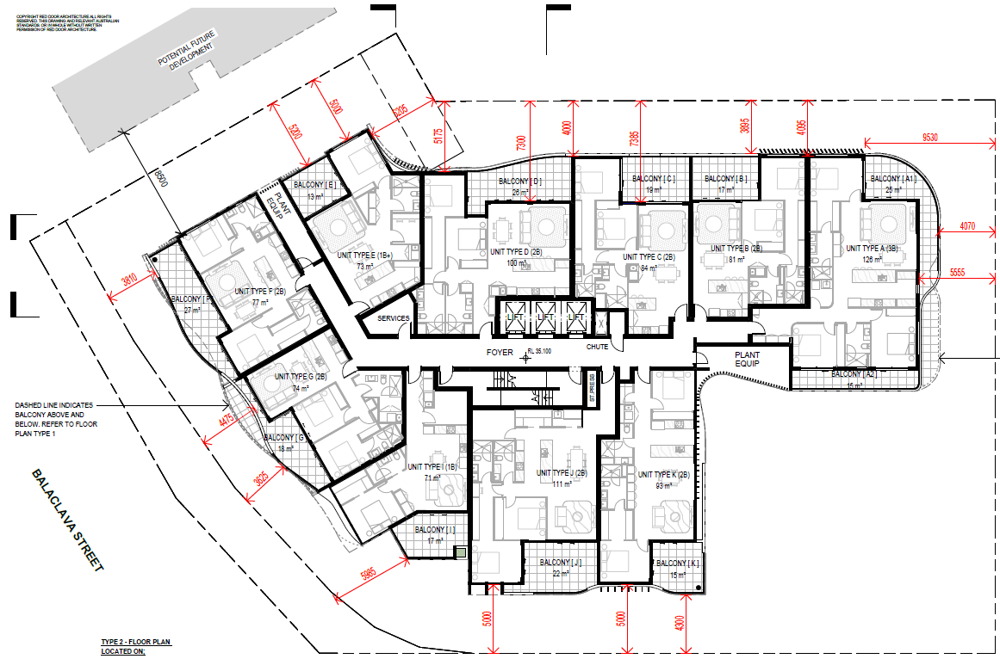 COPYRIGHT RED DOOR ARCHITECTURE ALL RIGHTS
RESERVED. THIS DRAWING AND RELEVANT AUSTRALIAN
STANDARDS OR IN WHOLE WITHOUT WRITTEN
PERMISSION OF RED DOOR ARCHITECTURE.
POTENTIAL FUTURE
DEVELOPMENT
8500
5200
5000
5205
5175
7300
4000
7385
3895
4095
9530
4070
5555
BALCONY [ E ]
13 m²
PLANT
EQUIP
BALCONY [ D ]
26 m²
BALCONY [ C ]
19 m²
BALCONY [ B ]
17 m²
BALCONY [ A1 ]
25 m²
UNIT TYPE E (1B+)
73 m²
UNIT TYPE D (2B)
100 m²
UNIT TYPE C (2B)
84 m²
UNIT TYPE B (2B)
81 m²
UNIT TYPE A (3B)
126 m²
3810
BALCONY [ F
27 m²
UNIT TYPE F (2B)
77 m²
SERVICES
LIFT
LIFT
LIFT
FOYER
RL 35.100
CHUTE
PLANT
EQUIP
ST.PRESS
BALCONY [ A2 ]
15 m²
UNIT TYPE G (2B)
74 m²
DASHED LINE INDICATES
BALCONY ABOVE AND
BELOW. REFER TO FLOOR
PLAN TYPE 1
4475
BALCONY [ G
18 m²
3625
UNIT TYPE I (1B)
71 m²
UNIT TYPE J (2B)
111 m²
UNIT TYPE K (2B)
93 m²
BALACLAVA STREET
BALCONY [ I ]
17 m²
BALCONY [ J ]
22 m²
BALCONY [ K ]
15 m²
5985
5000
5000
4300
TYPE 2 - FLOOR PLAN
LOCATED ON;